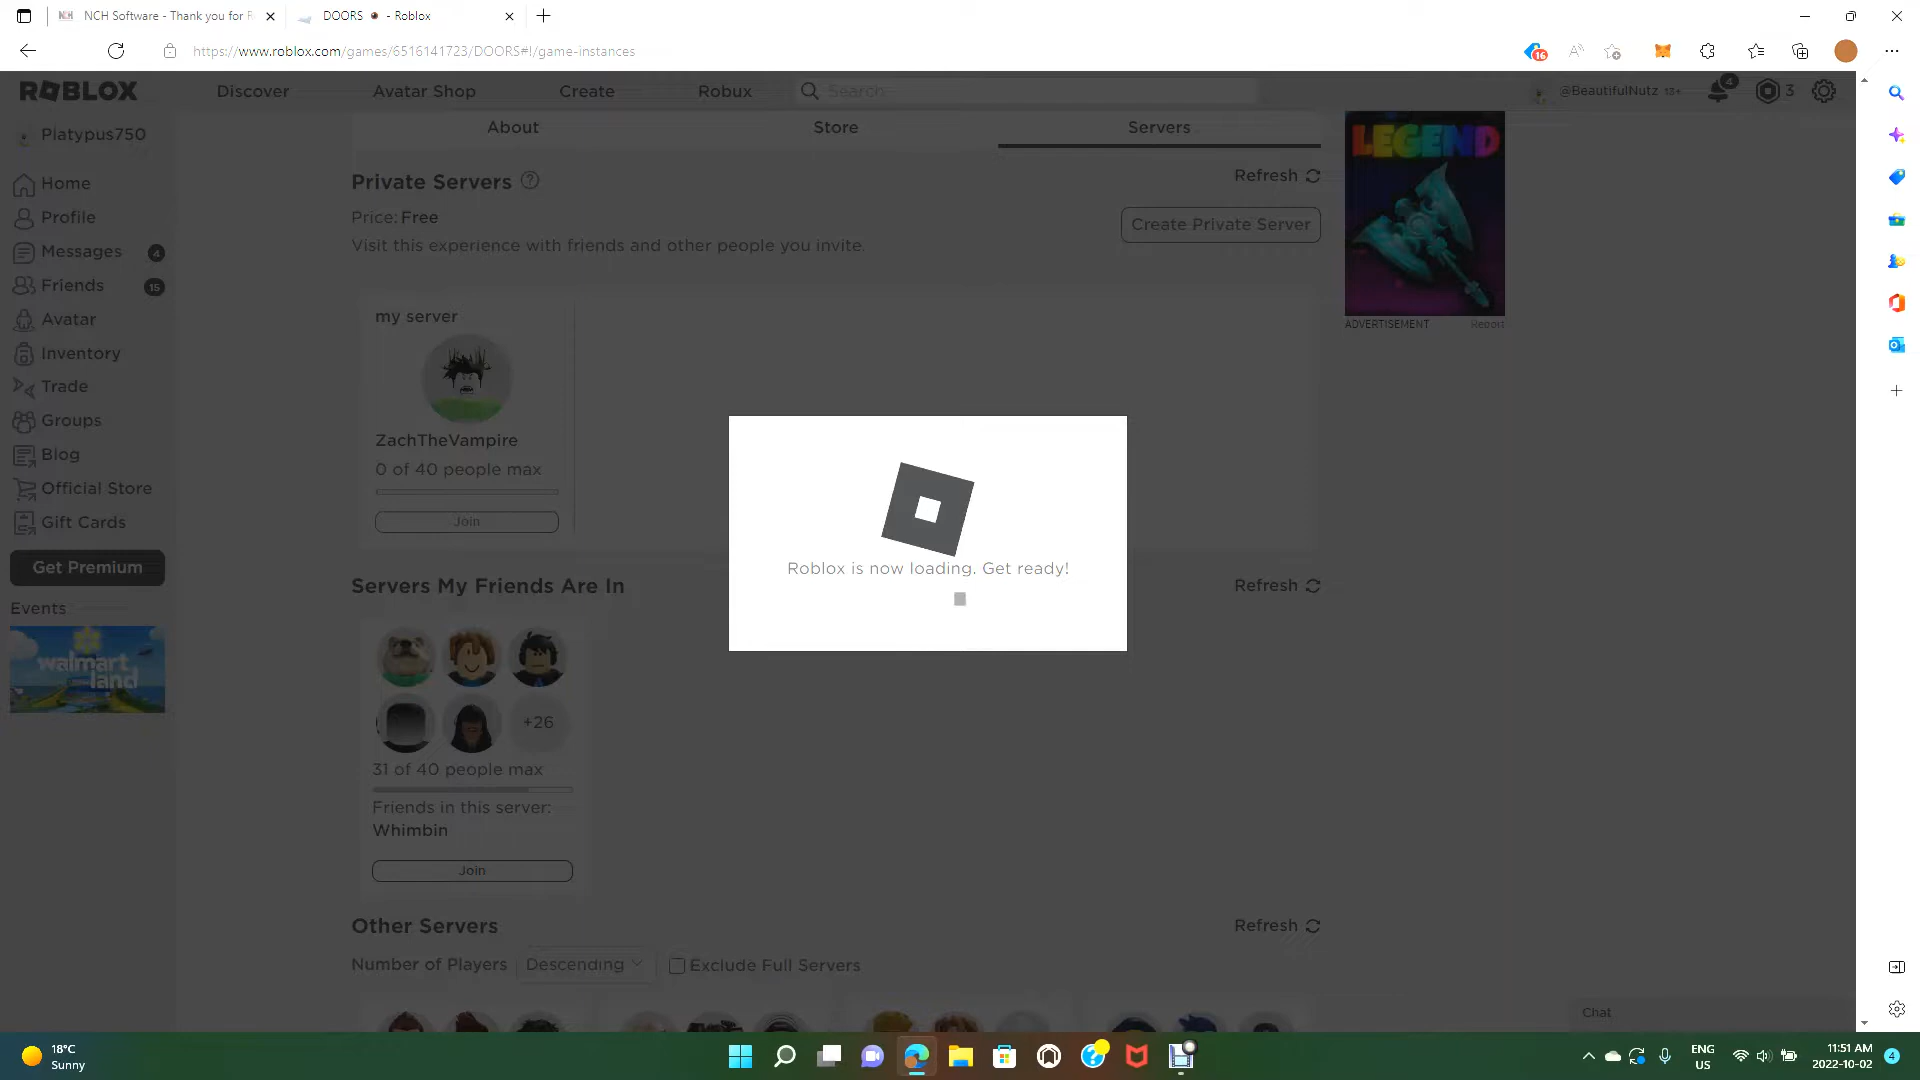 NCH Software - Thank you for R
DOORS - Roblox
https://www.roblox.com/games/6516141723/DOORS#!/game-instances
16
ROBLOX
Discover
Avatar Shop
Create
Robux
Search
@BeautifulNutz 13+
4
3
Platypus750
Home
Profile
Messages
4
Friends
15
Avatar
Inventory
Trade
Groups
Blog
Official Store
Gift Cards
Get Premium
Events
walmart
land
About
Store
Servers
Private Servers
Refresh
Price: Free
Visit this experience with friends and other people you invite.
Create Private Server
LEGEND
ADVERTISEMENT
Report
my server
ZachTheVampire
0 of 40 people max
Join
Roblox is now loading. Get ready!
Servers My Friends Are In
Refresh
+26
31 of 40 people max
Friends in this server:
Whimbin
Join
Other Servers
Refresh
Number of Players
Descending
Exclude Full Servers
Chat
18°C
Sunny
ENG
US
11:51 AM
2022-10-02
4